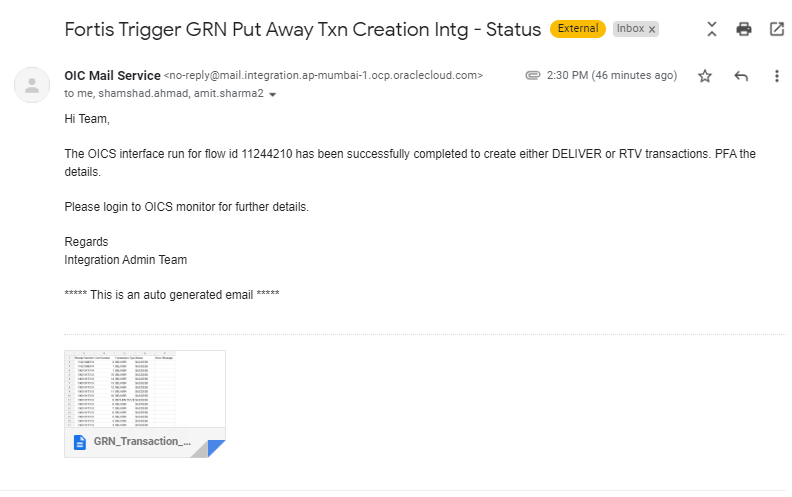 Fortis Trigger GRN Put Away Txn Creation Intg - Status External Inbox x
OIC Mail Service <no-reply@mail.integration.ap-mumbai-1.ocp.oraclecloud.com> 2:30 PM (46 minutes ago)
to me, shamshad.ahmad, amit.sharma2
Hi Team,
The OICS interface run for flow id 11244210 has been successfully completed to create either DELIVER or RTV transactions. PFA the
details.
Please login to OICS monitor for further details.
Regards
Integration Admin Team
***** This is an auto generated email *****
GRN_Transaction_...